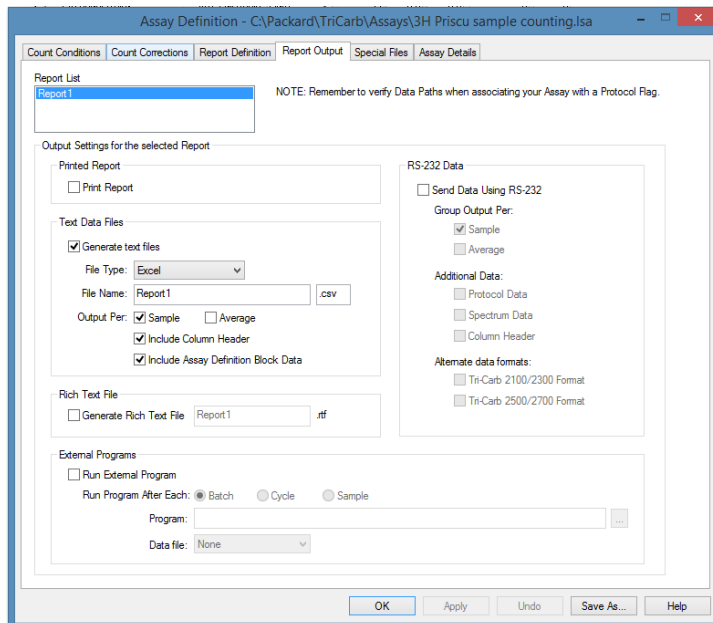 Assay Definition - C:\Packard\TriCarb\Assays\3H Priscu sample counting.lsa
Count Conditions Count Corrections Report Definition Report Output Special Files Assay Details
Report List
Report1
NOTE: Remember to verify Data Paths when associating your Assay with a Protocol Flag.
Output Settings for the selected Report
Printed Report
Print Report
Text Data Files
Generate text files
File Type: Excel
File Name: Report1 .csv
Output Per: Sample Average
Include Column Header
Include Assay Definition Block Data
Rich Text File
Generate Rich Text File Report1 .rtf
RS-232 Data
Send Data Using RS-232
Group Output Per:
Sample
Average
Additional Data:
Protocol Data
Spectrum Data
Column Header
Alternate data formats:
Tri-Carb 2100/2300 Format
Tri-Carb 2500/2700 Format
External Programs
Run External Program
Run Program After Each: Batch Cycle Sample
Program: ...
Data file: None
OK Apply Undo Save As... Help